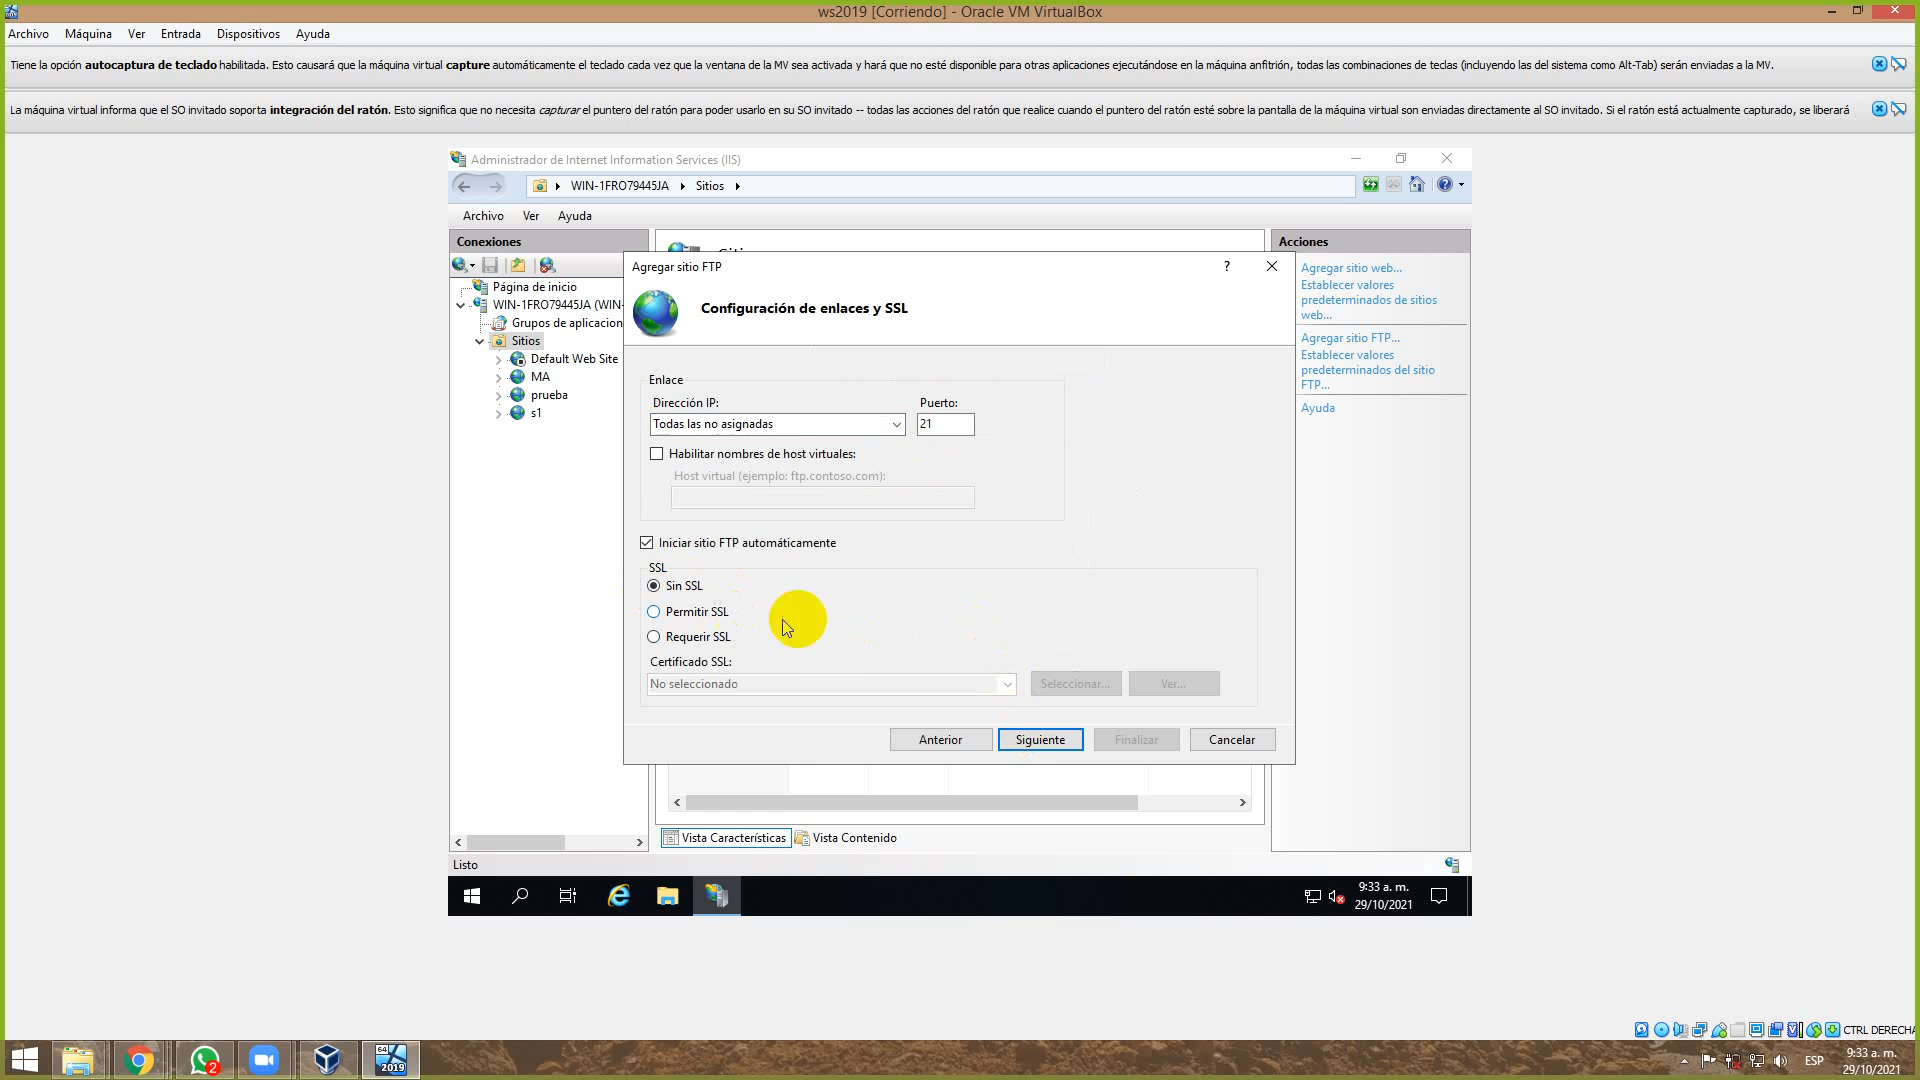 ws2019 [Corriendo] - Oracle VM VirtualBox
Archivo Máquina Ver Entrada Dispositivos Ayuda
Tiene la opción autocaptura de teclado habilitada. Esto causará que la máquina virtual capture automáticamente el teclado cada vez que la ventana de la MV sea activada y hará que no esté disponible para otras aplicaciones ejecutándose en la máquina anfitrión, todas las combinaciones de teclas (incluyendo las del sistema como Alt-Tab) serán enviadas a la MV.
La máquina virtual informa que el SO invitado soporta integración del ratón. Esto significa que no necesita capturar el puntero del ratón para poder usarlo en su SO invitado -- todas las acciones del ratón que realice cuando el puntero del ratón esté sobre la pantalla de la máquina virtual son enviadas directamente al SO invitado. Si el ratón está actualmente capturado, se liberará
Administrador de Internet Information Services (IIS)
WIN-1FRO79445JA Sitios
Archivo Ver Ayuda
Conexiones
Página de inicio
WIN-1FRO79445JA (WIN-
Grupos de aplicacion
Sitios
Default Web Site
MA
prueba
s1
Agregar sitio FTP
?
Configuración de enlaces y SSL
Enlace
Dirección IP: Puerto:
Todas las no asignadas 21
Habilitar nombres de host virtuales:
Host virtual (ejemplo: ftp.contoso.com):
Iniciar sitio FTP automáticamente
SSL
Sin SSL
Permitir SSL
Requerir SSL
Certificado SSL:
No seleccionado Seleccionar... Ver...
Anterior Siguiente Finalizar Cancelar
Acciones
Agregar sitio web...
Establecer valores
predeterminados de sitios
web...
Agregar sitio FTP...
Establecer valores
predeterminados del sitio
FTP...
Ayuda
Vista Características Vista Contenido
Listo
9:33 a. m.
29/10/2021
CTRL DERECHA
2
64
2019
ESP
9:33 a. m.
29/10/2021